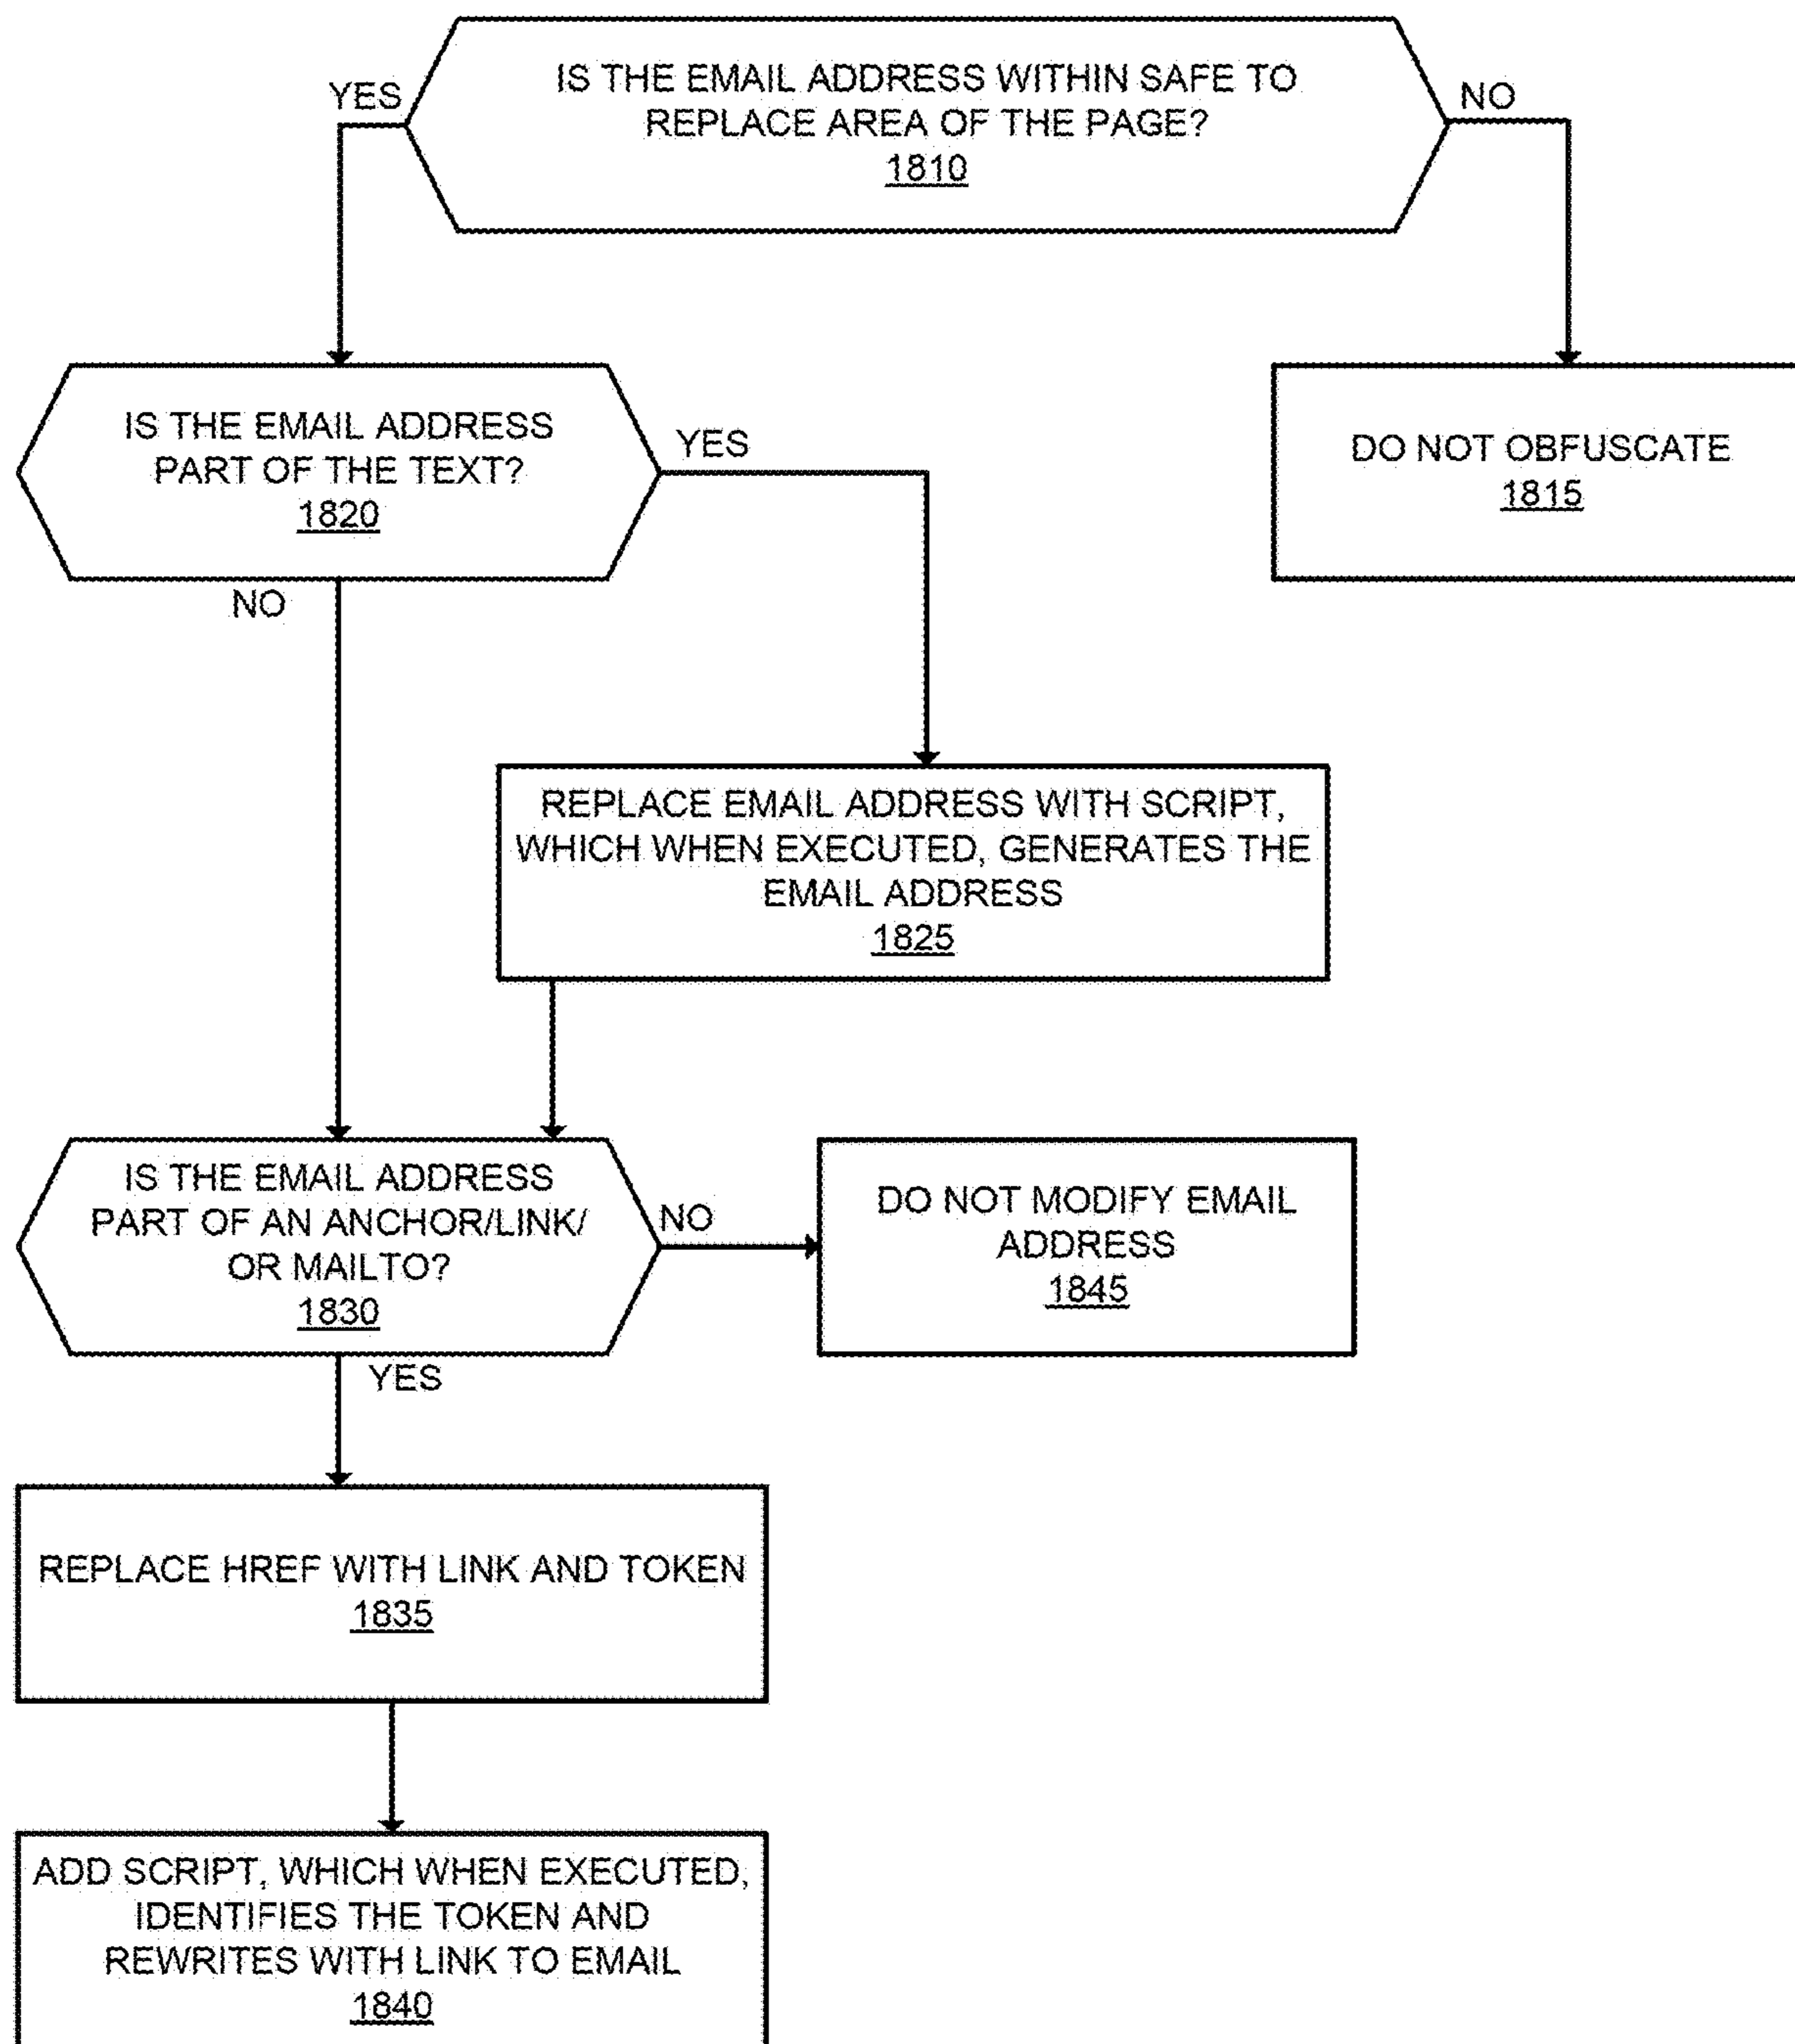 IS THE EMAIL ADDRESS WITHIN SAFE TO
REPLACE AREA OF THE PAGE?
1810
YES
NO
IS THE EMAIL ADDRESS
PART OF THE TEXT?
1820
YES
NO
DO NOT OBFUSCATE
1815
REPLACE EMAIL ADDRESS WITH SCRIPT,
WHICH WHEN EXECUTED, GENERATES THE
EMAIL ADDRESS
1825
IS THE EMAIL ADDRESS
PART OF AN ANCHOR/LINK/
OR MAILTO?
1830
NO
YES
DO NOT MODIFY EMAIL
ADDRESS
1845
REPLACE HREF WITH LINK AND TOKEN
1835
ADD SCRIPT, WHICH WHEN EXECUTED,
IDENTIFIES THE TOKEN AND
REWRITES WITH LINK TO EMAIL
1840